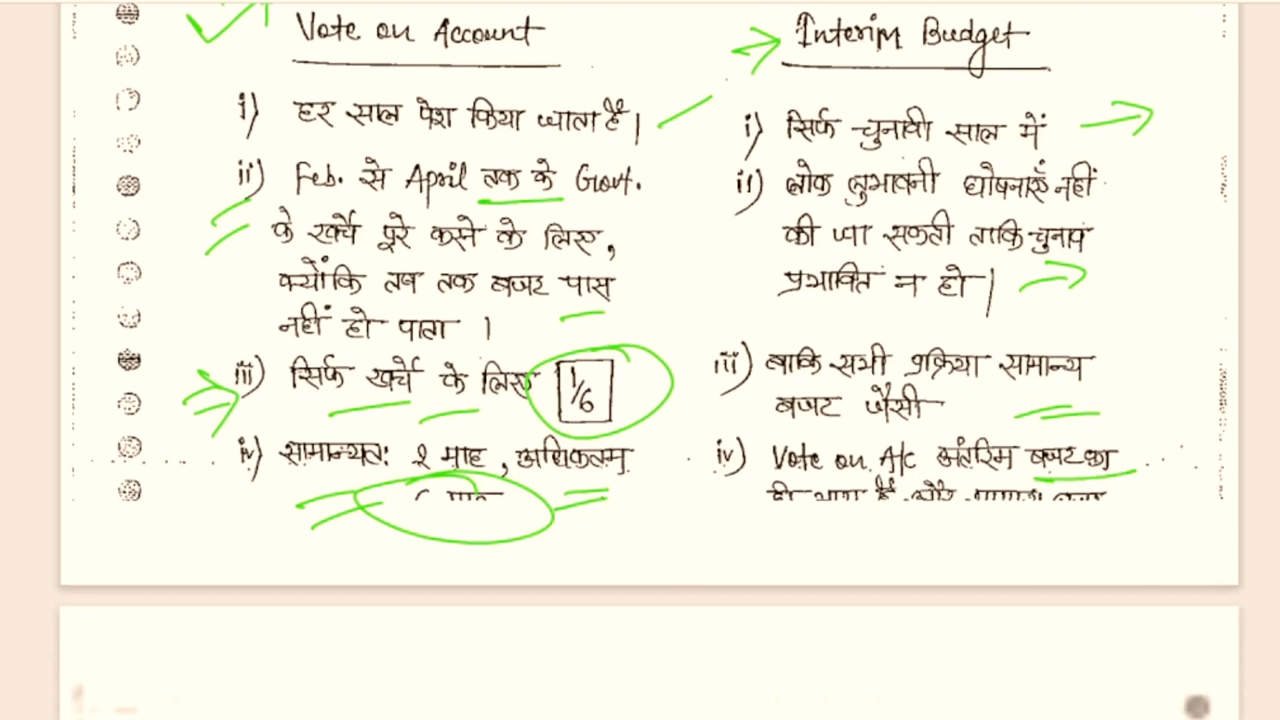 Vote on Account
i) हर साल पेश किया जाता है।
ii) Feb. से April तक के Govt.
के खर्चे पूरे करने के लिए,
क्योंकि तब तक बजट पास
नहीं हो पाता ।
iii) सिर्फ खर्चे के लिए 1/6
iv) सामान्यतः 2 माह, अधिकतम
Interim Budget
i) सिर्फ चुनावी साल में
ii) लोक लुभावनी घोषनाएँ नहीं
की जा सकती ताकि चुनाव
प्रभावित न हो।
iii) बाकि सभी प्रक्रिया सामान्य
बजट जैसी
iv) Vote on A/c अंतरिम बजट का